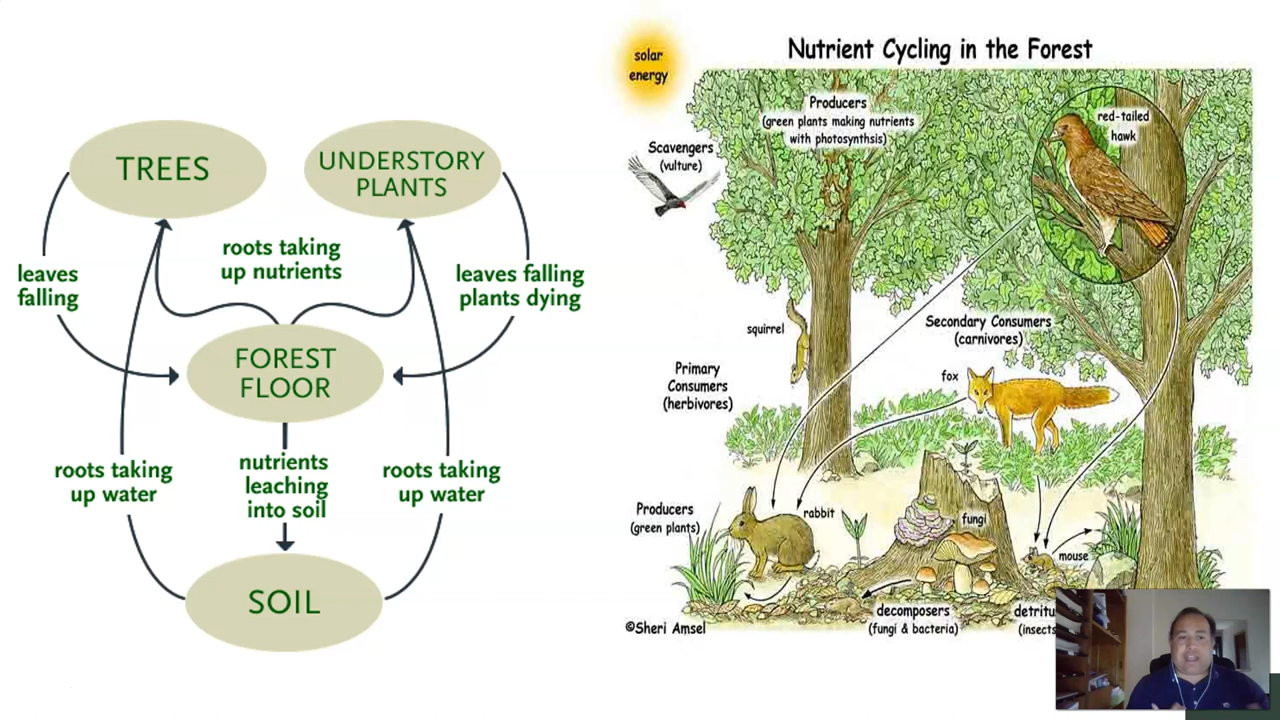 TREES
UNDERSTORY
PLANTS
roots taking
up nutrients
leaves
falling
leaves falling
plants dying
FOREST
FLOOR
roots taking
up water
nutrients
leaching
into soil
roots taking
up water
SOIL
Nutrient Cycling in the Forest
solar
energy
Producers
(green plants making nutrients
with photosynthsis)
red-tailed
hawk
Scavengers
(vulture)
squirrel
Secondary Consumers
(carnivores)
Primary
Consumers
(herbivores)
fox
Producers
(green plants)
rabbit
fungi
mouse
decomposers
(fungi & bacteria)
detritu
(insects
©Sheri Amsel